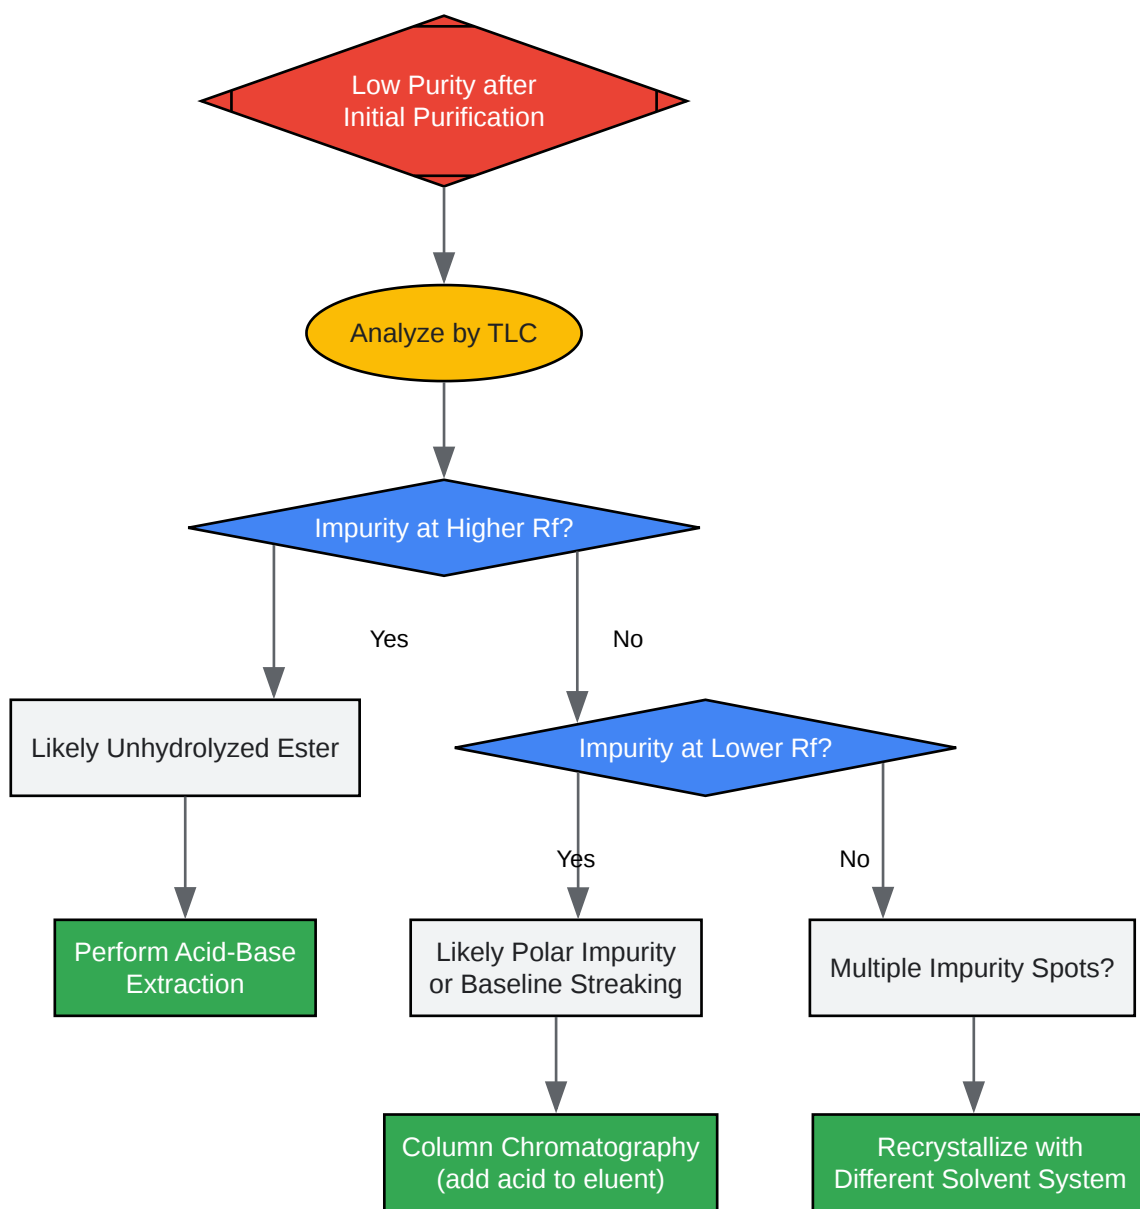 Low Purity after
Initial Purification
Analyze by TLC
Impurity at Higher Rf?
Yes
No
Likely Unhydrolyzed Ester
Impurity at Lower Rf?
Yes
No
Perform Acid-Base
Extraction
Likely Polar Impurity
or Baseline Streaking
Multiple Impurity Spots?
Column Chromatography
(add acid to eluent)
Recrystallize with
Different Solvent System